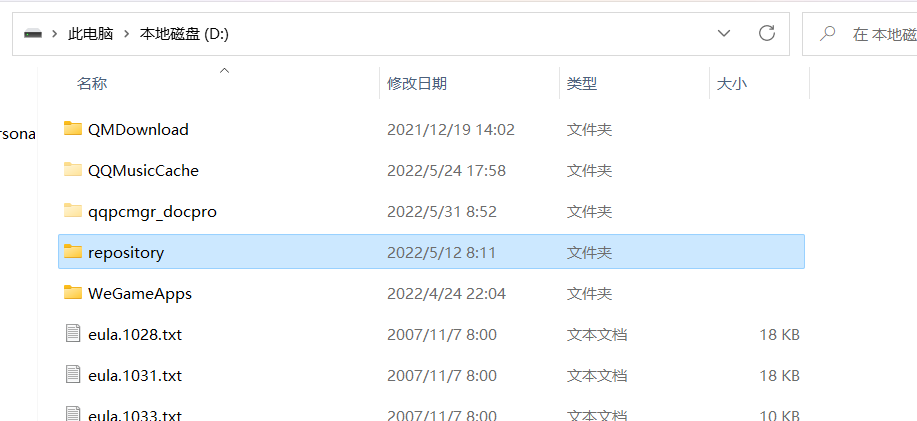 此电脑 本地磁盘 (D:)
在 本地磁
名称 修改日期 类型 大小
rsona
QMDownload 2021/12/19 14:02 文件夹
QQMusicCache 2022/5/24 17:58 文件夹
qqpcmgr_docpro 2022/5/31 8:52 文件夹
repository 2022/5/12 8:11 文件夹
WeGameApps 2022/4/24 22:04 文件夹
eula.1028.txt 2007/11/7 8:00 文本文档 18 KB
eula.1031.txt 2007/11/7 8:00 文本文档 18 KB
eula.1033.txt 2007/11/7 8:00 文本文档 10 KB